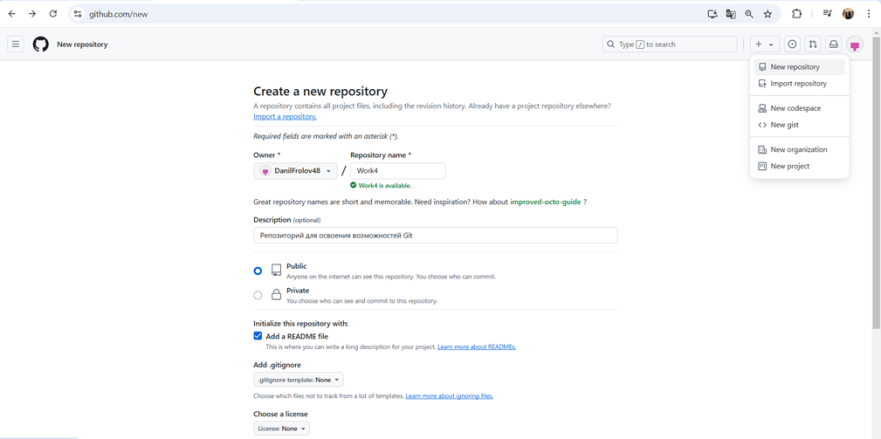 github.com/new
New repository
Type / to search
New repository
Import repository
New codespace
New gist
New organization
New project
Create a new repository
A repository contains all project files, including the revision history. Already have a project repository elsewhere?
Import a repository.
Required fields are marked with an asterisk (*).
Owner * Repository name *
DanilFrolov48 / Work4
Work4 is available.
Great repository names are short and memorable. Need inspiration? How about improved-octo-guide ?
Description (optional)
Репозиторий для освоения возможностей Git
Public
Anyone on the internet can see this repository. You choose who can commit.
Private
You choose who can see and commit to this repository.
Initialize this repository with:
Add a README file
This is where you can write a long description for your project. Learn more about READMEs.
Add .gitignore
.gitignore template: None
Choose which files not to track from a list of templates. Learn more about ignoring files.
Choose a license
License: None